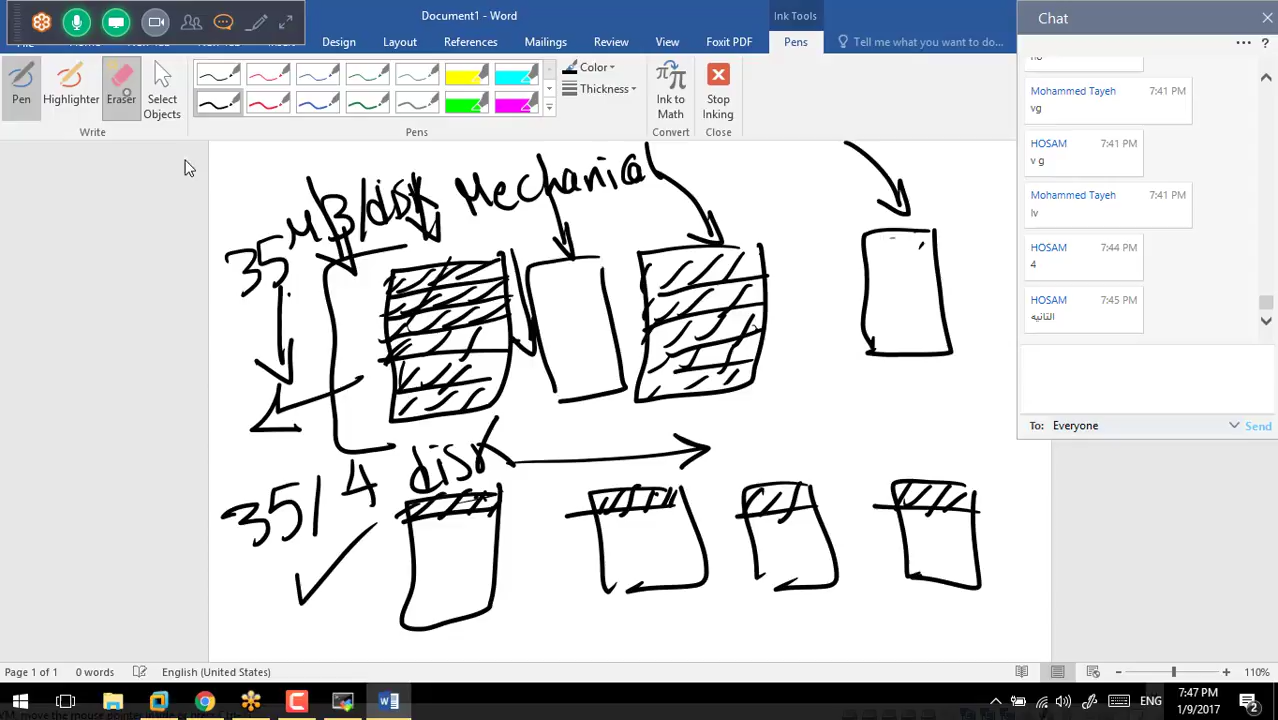 Document1 - Word
Ink Tools
Chat
Design
Layout
References
Mailings
Review
View
Foxit PDF
Pens
Tell me what you want to do...
Pen
Highlighter
Eraser
Select Objects
Color
Thickness
Ink to Math
Stop Inking
Write
Pens
Convert
Close
Mohammed Tayeh 7:41 PM
vg
HOSAM 7:41 PM
v g
Mohammed Tayeh 7:41 PM
lv
HOSAM 7:44 PM
4
HOSAM 7:45 PM
التانيه
To: Everyone
Send
35 MB/disk Mechanical
35/4 disk
Page 1 of 1
0 words
English (United States)
110%
ENG
7:47 PM
1/9/2017
2